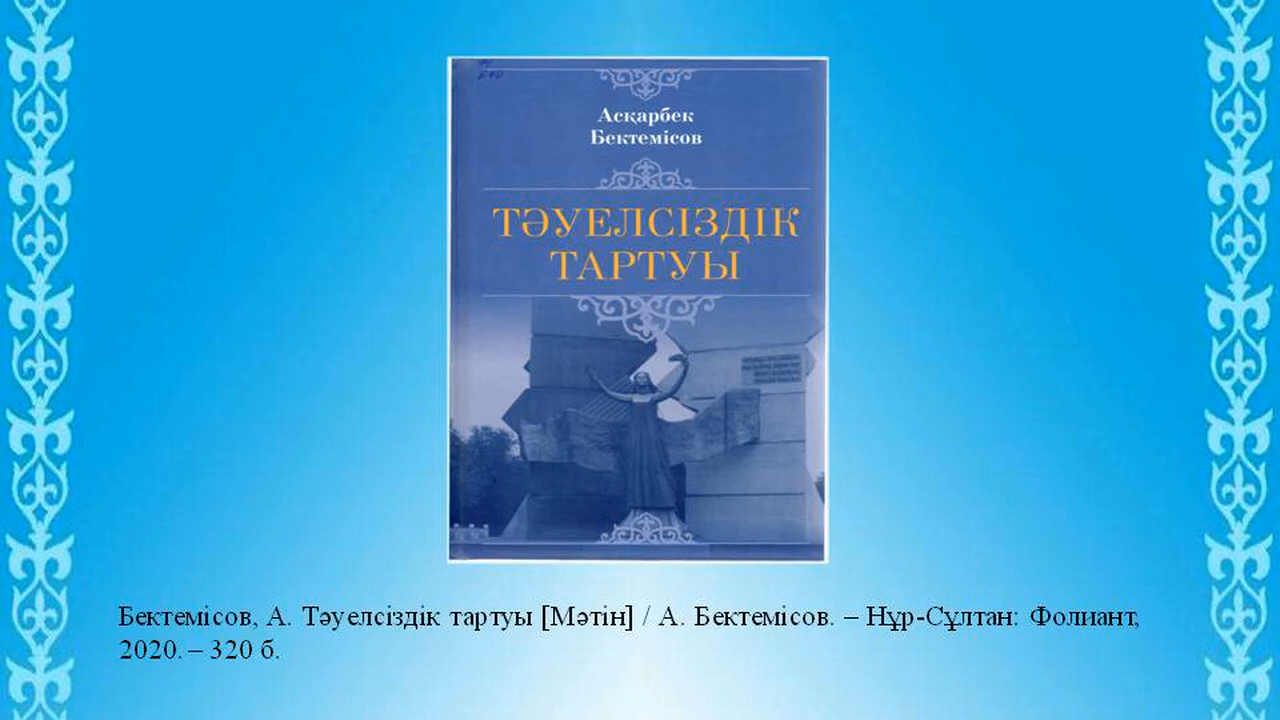 Асқарбек
Бектемісов
ТӘУЕЛСІЗДІК
ТАРТУЫ
Бектемісов, А. Тәуелсіздік тартуы [Мәтін] / А. Бектемісов. – Нұр-Сұлтан: Фолиант,
2020. – 320 б.